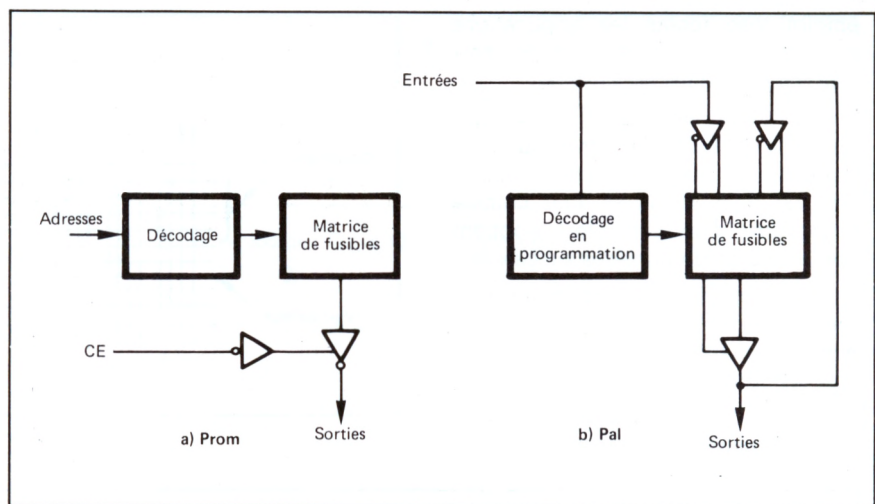 Entrées
Adresses
Décodage
Matrice
de fusibles
Décodage
en
programmation
Matrice
de fusibles
CE
Sorties
a) Prom
b) Pal
Sorties